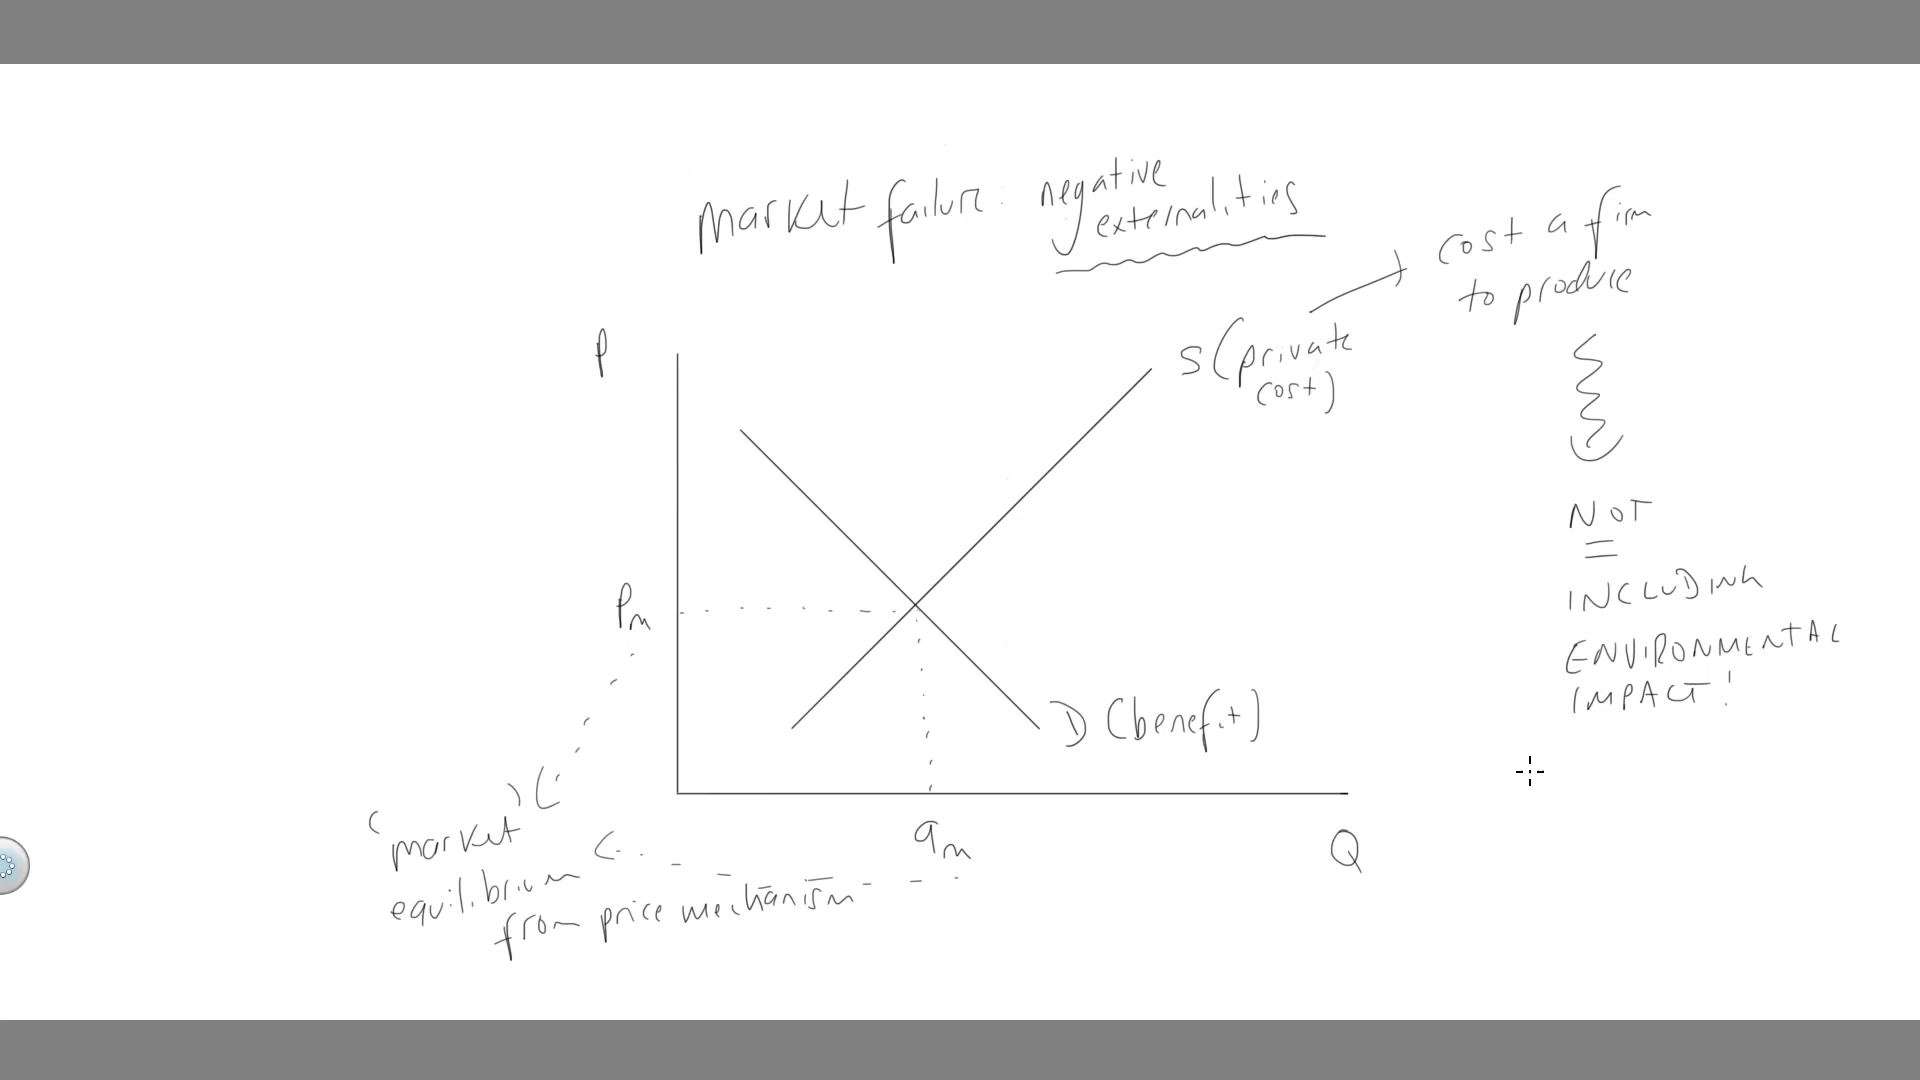 market failure: negative
externalities
cost a firm
to produce
P
S (private
cost)
NOT
INCLUDING
ENVIRONMENTAL
IMPACT!
Pm
D (benefit)
qm
Q
'market'
equilibrium
from price mechanism